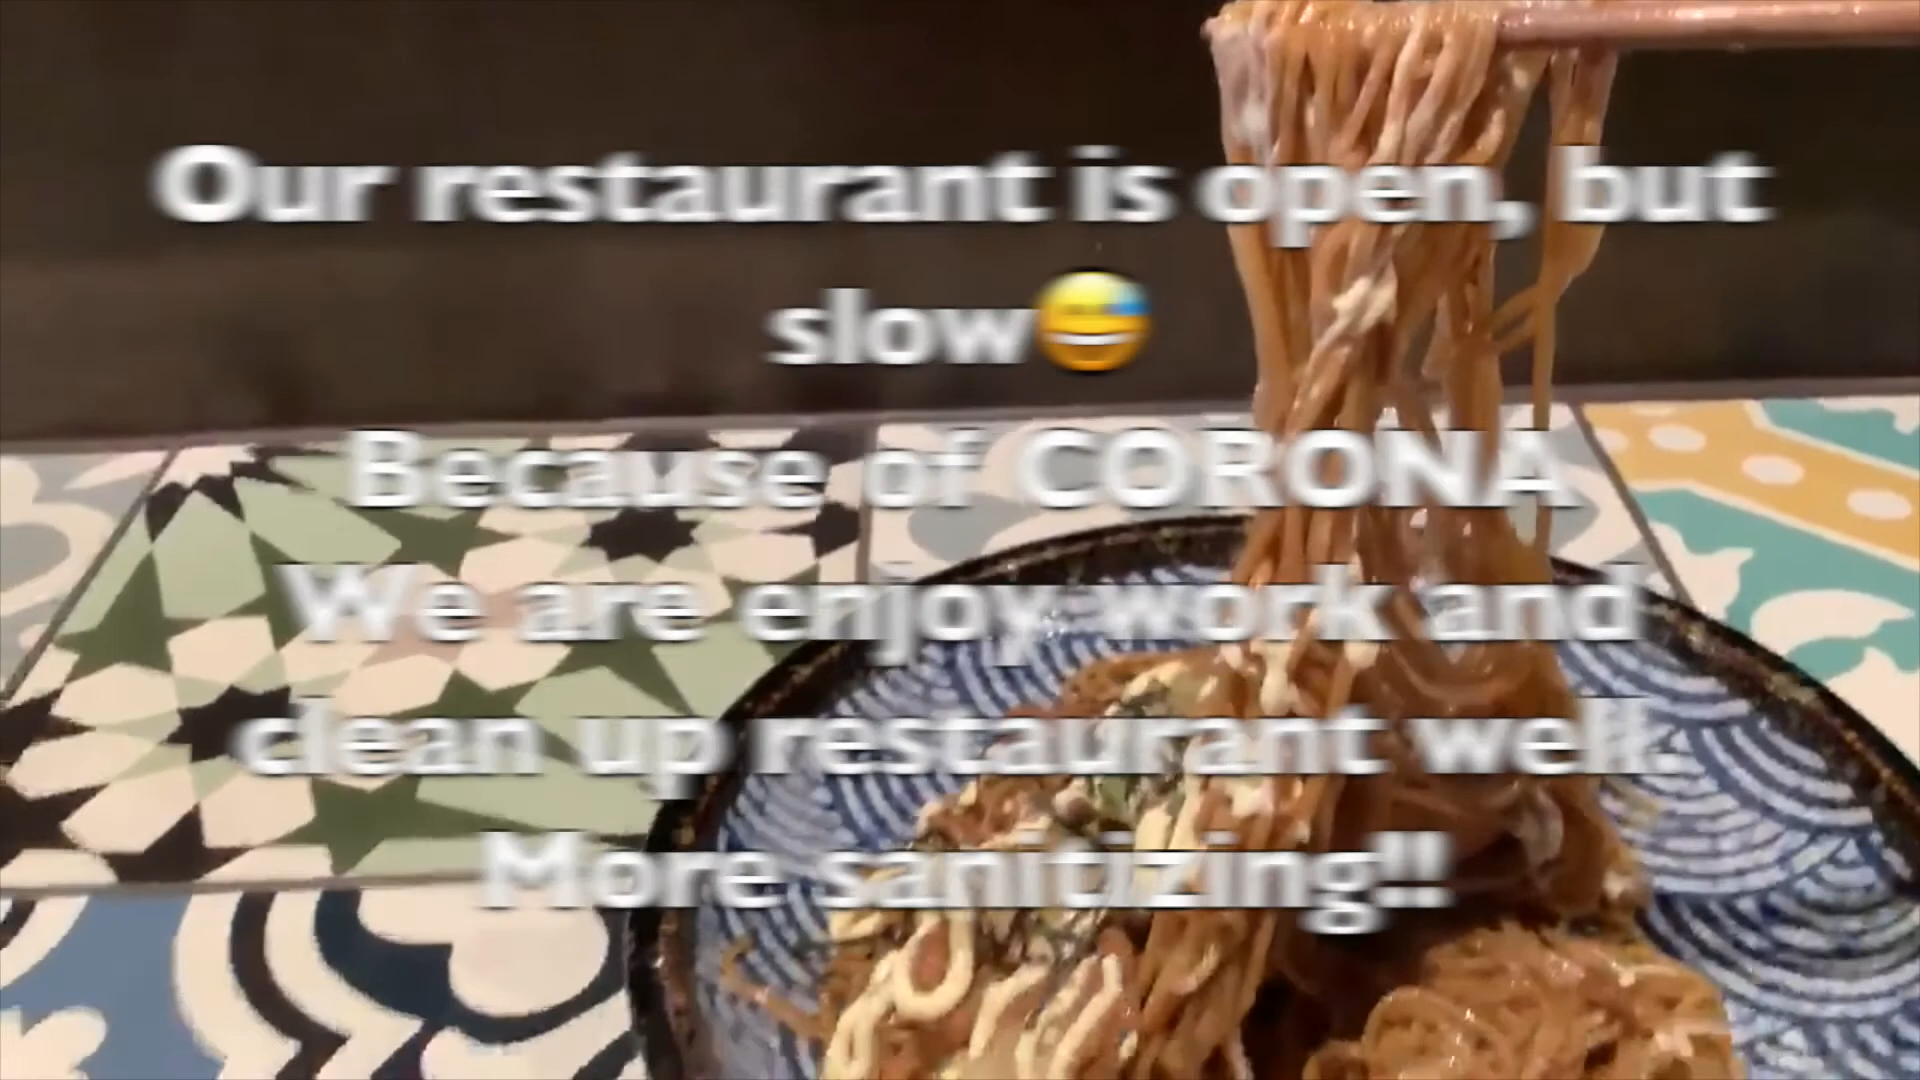 Our restaurant is open, but
slow😅
Because of CORONA
We are enjoy work and
clean up restaurant well.
More sanitizing!!